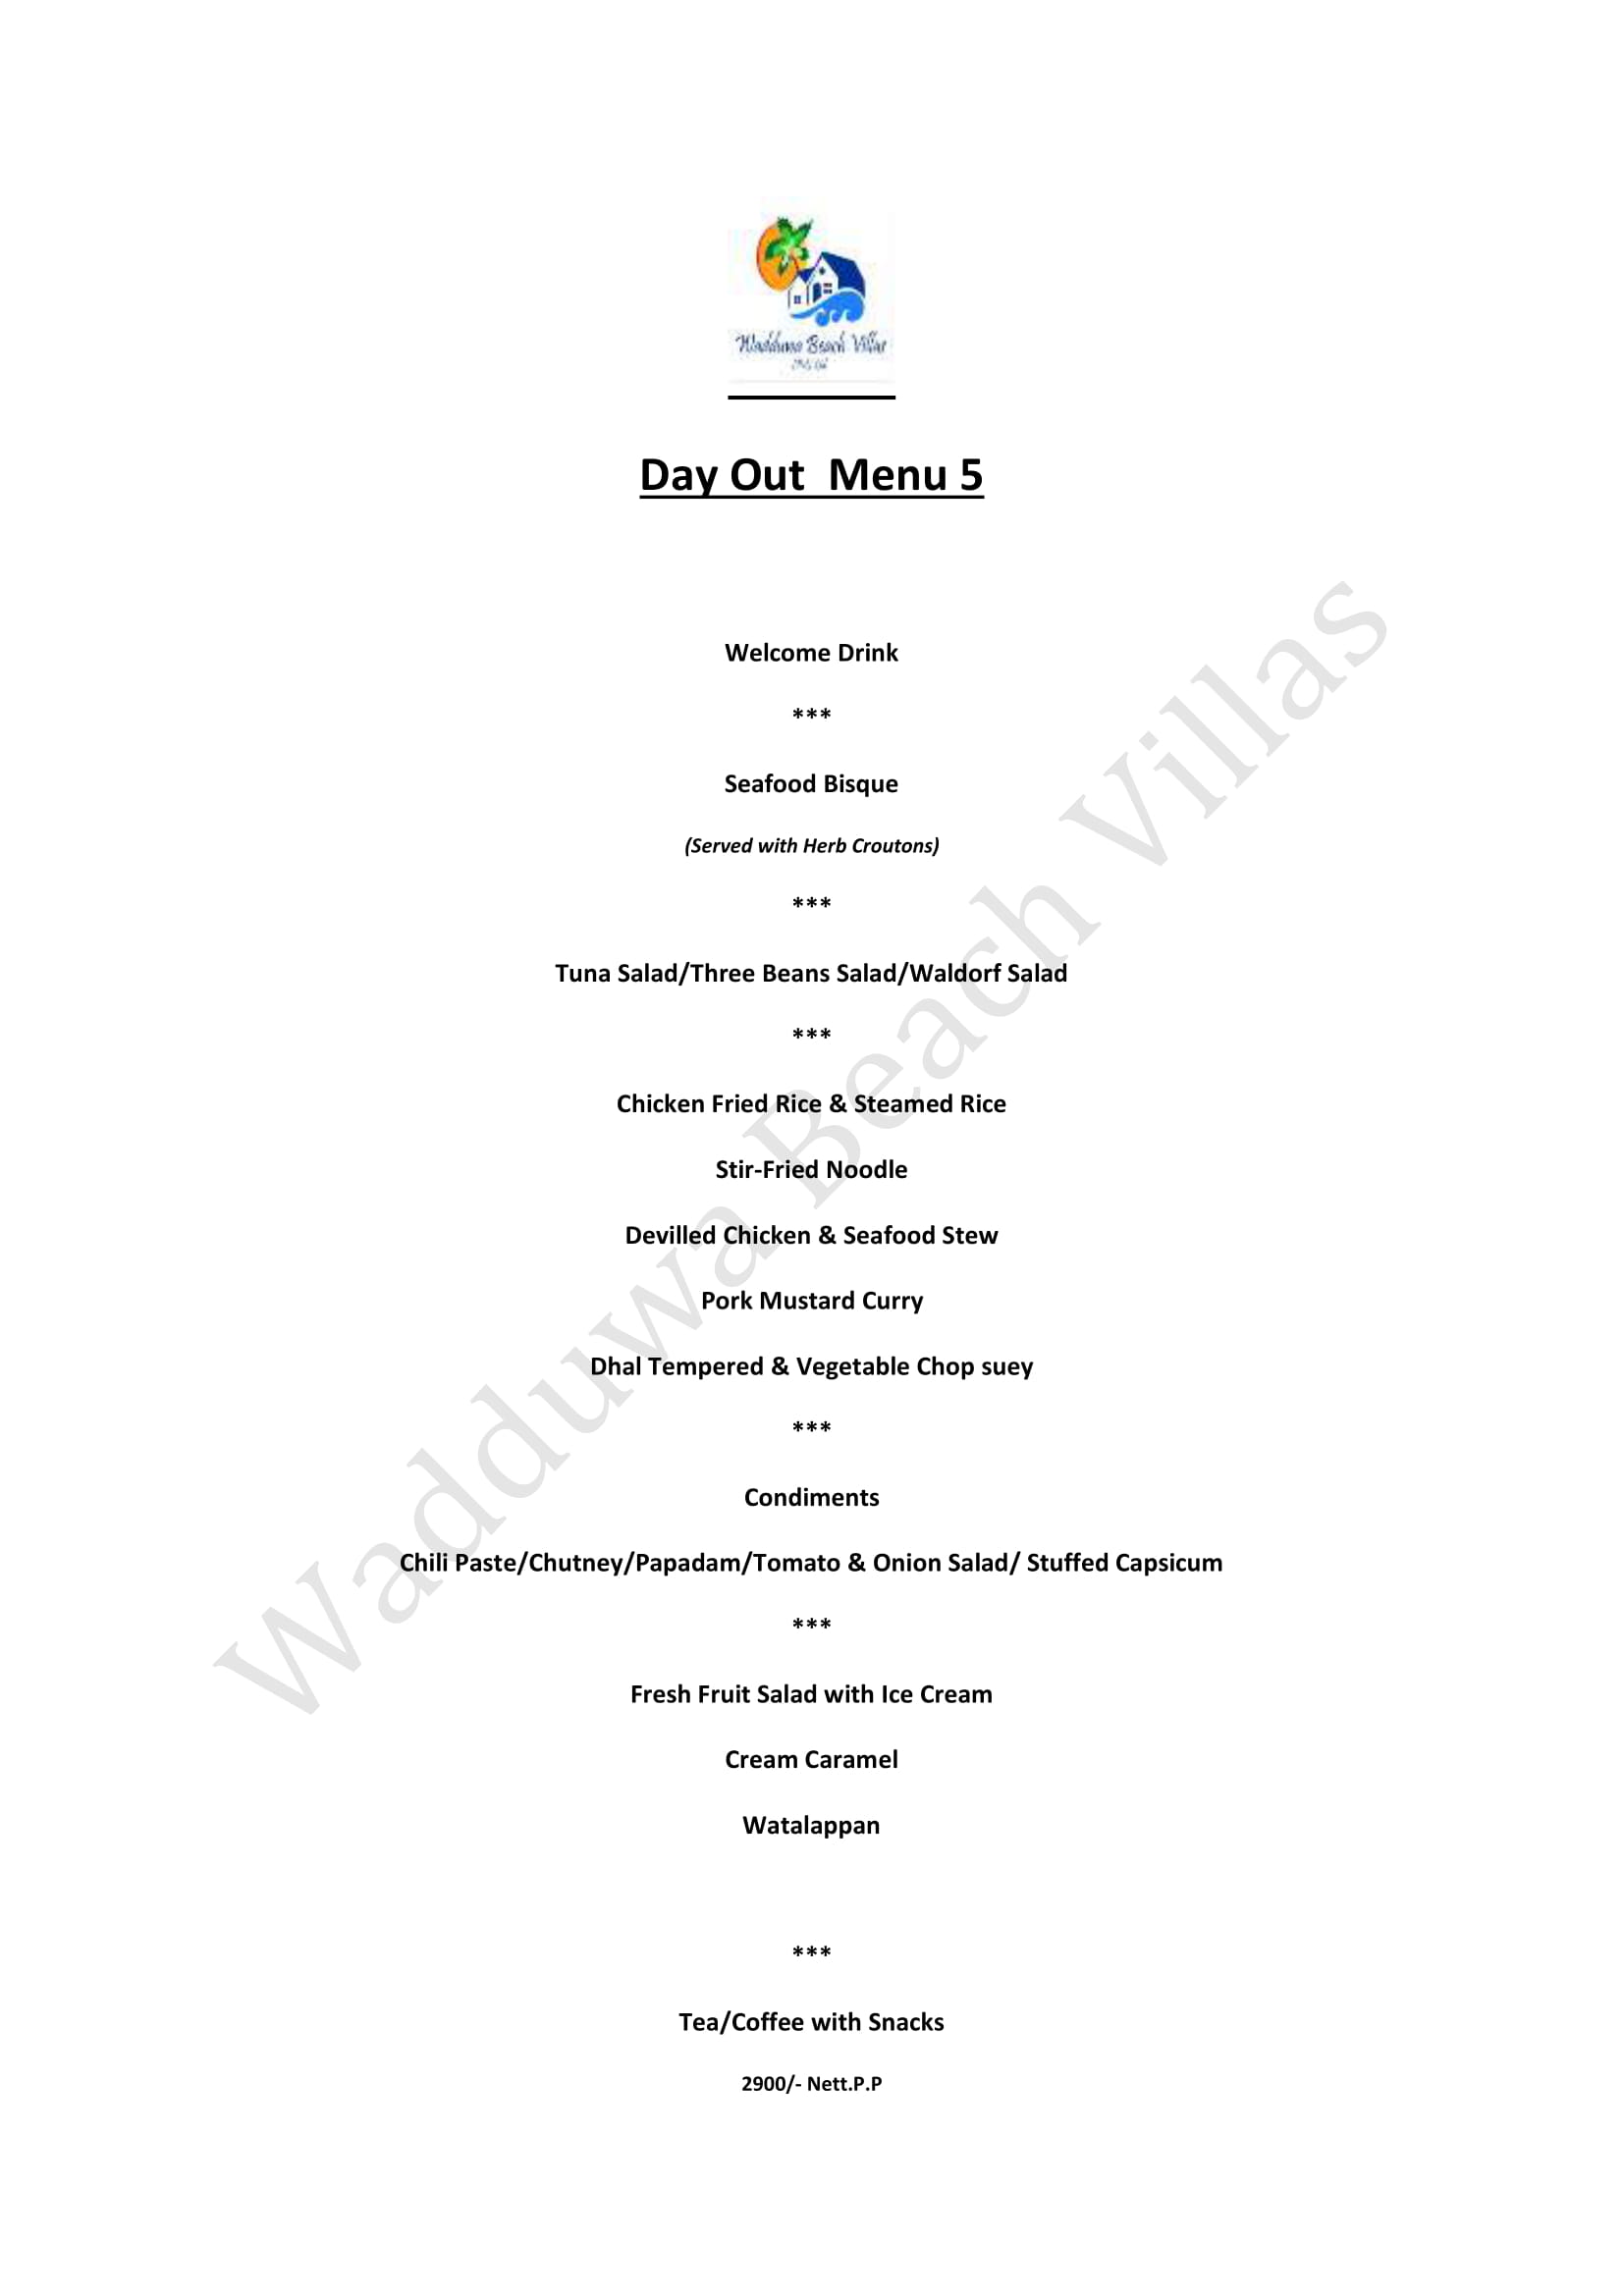 Wadduwa Beach Villas
Day Out  Menu 5
Welcome Drink
***
Seafood Bisque
(Served with Herb Croutons)
***
Tuna Salad/Three Beans Salad/Waldorf Salad
***
Chicken Fried Rice & Steamed Rice
Stir-Fried Noodle
Devilled Chicken & Seafood Stew
Pork Mustard Curry
Dhal Tempered & Vegetable Chop suey
***
Condiments
Chili Paste/Chutney/Papadam/Tomato & Onion Salad/ Stuffed Capsicum
***
Fresh Fruit Salad with Ice Cream
Cream Caramel
Watalappan
***
Tea/Coffee with Snacks
2900/- Nett.P.P
Wadduwa Beach Villas